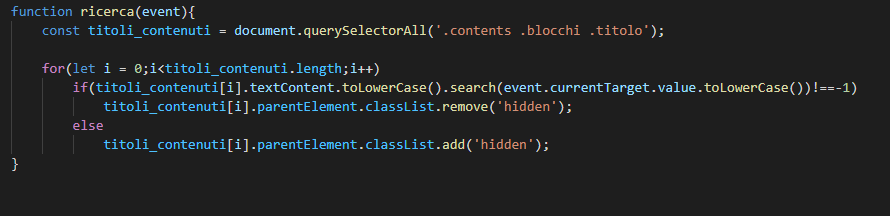 function ricerca(event){
    const titoli_contenuti = document.querySelectorAll('.contents .blocchi .titolo');

    for(let i = 0;i<titoli_contenuti.length;i++)
        if(titoli_contenuti[i].textContent.toLowerCase().search(event.currentTarget.value.toLowerCase())!==-1)
            titoli_contenuti[i].parentElement.classList.remove('hidden');
        else
            titoli_contenuti[i].parentElement.classList.add('hidden');
}